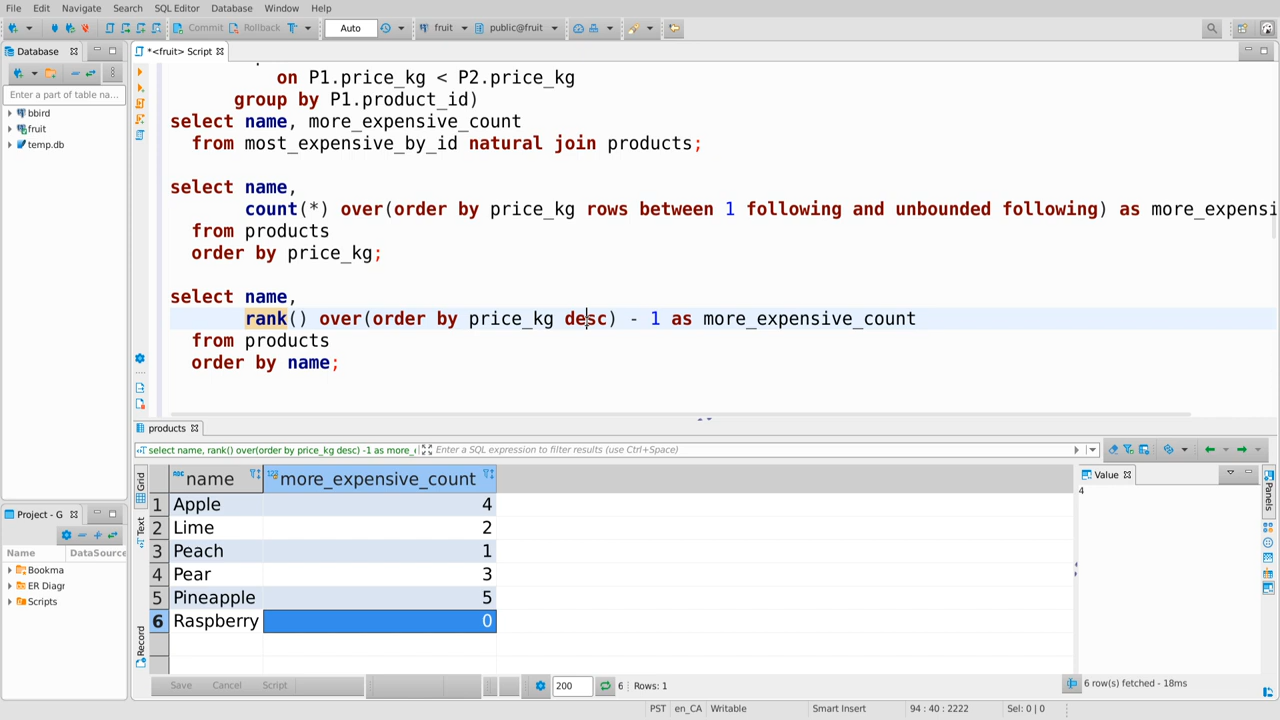 File Edit Navigate Search SQL Editor Database Window Help
Commit Rollback Auto fruit public@fruit
Database
*<fruit> Script
Enter a part of table na...
bbird
fruit
temp.db
on P1.price_kg < P2.price_kg
group by P1.product_id)
select name, more_expensive_count
from most_expensive_by_id natural join products;
select name,
count(*) over(order by price_kg rows between 1 following and unbounded following) as more_expensi
from products
order by price_kg;
select name,
rank() over(order by price_kg desc) - 1 as more_expensive_count
from products
order by name;
products
select name, rank() over(order by price_kg desc) -1 as more_ Enter a SQL expression to filter results (use Ctrl+Space)
Grid
Text
Record
name more_expensive_count
1 Apple 4
2 Lime 2
3 Peach 1
4 Pear 3
5 Pineapple 5
6 Raspberry 0
Value
4
Panels
Project - G
Name DataSource
Bookma
ER Diagr
Scripts
Save Cancel Script 200 6 Rows: 1 6 row(s) fetched - 18ms
PST en_CA Writable Smart Insert 94 : 40 : 2222 Sel: 0 | 0